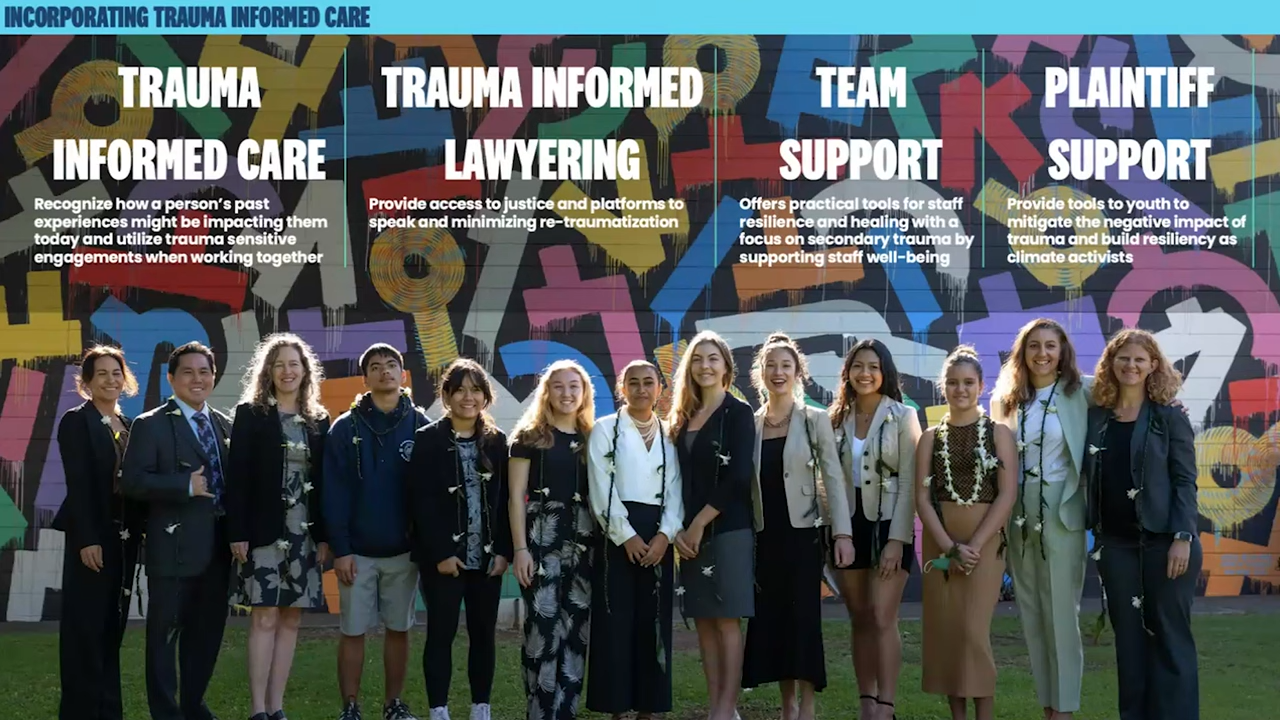 INCORPORATING TRAUMA INFORMED CARE
TRAUMA
INFORMED CARE
Recognize how a person's past
experiences might be impacting them
today and utilize trauma sensitive
engagements when working together
TRAUMA INFORMED
LAWYERING
Provide access to justice and platforms to
speak and minimizing re-traumatization
TEAM
SUPPORT
Offers practical tools for staff
resilience and healing with a
focus on secondary trauma by
supporting staff well-being
PLAINTIFF
SUPPORT
Provide tools to youth to
mitigate the negative impact of
trauma and build resiliency as
climate activists